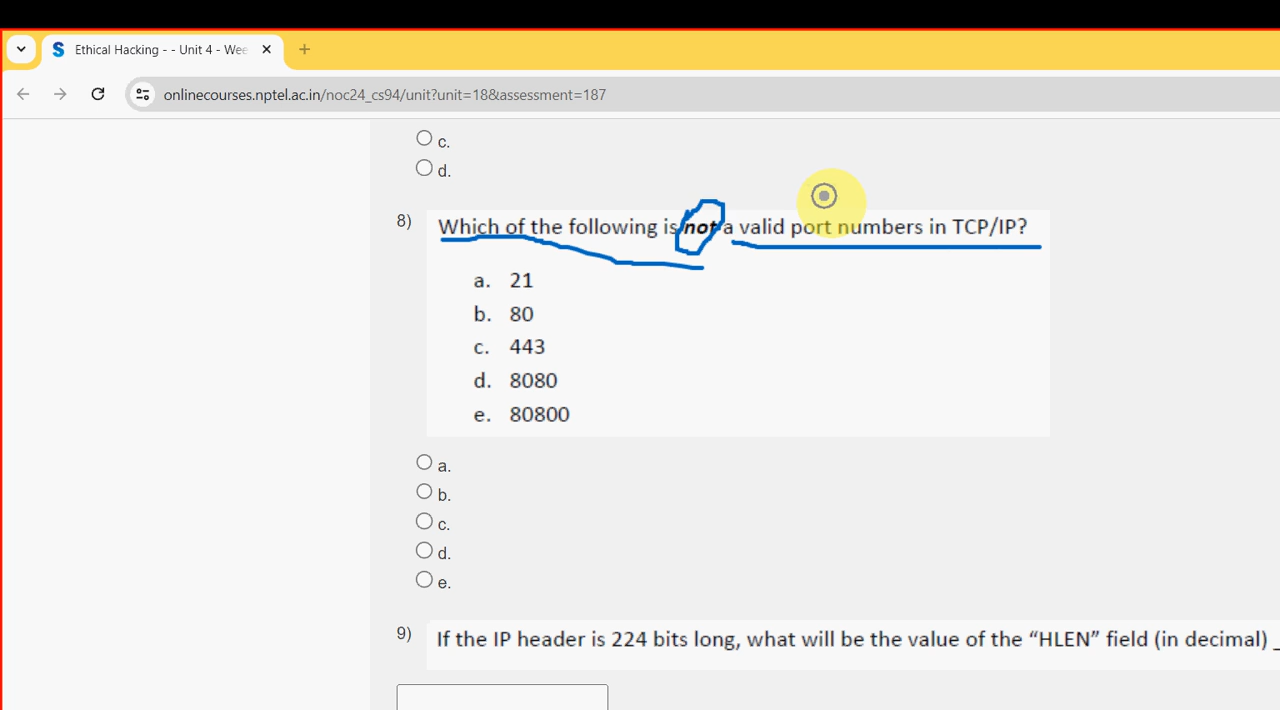 Ethical Hacking - - Unit 4 - Wee
onlinecourses.nptel.ac.in/noc24_cs94/unit?unit=18&assessment=187
c.
d.
8) Which of the following is not a valid port numbers in TCP/IP?
a. 21
b. 80
c. 443
d. 8080
e. 80800
a.
b.
c.
d.
e.
9) If the IP header is 224 bits long, what will be the value of the “HLEN” field (in decimal) _